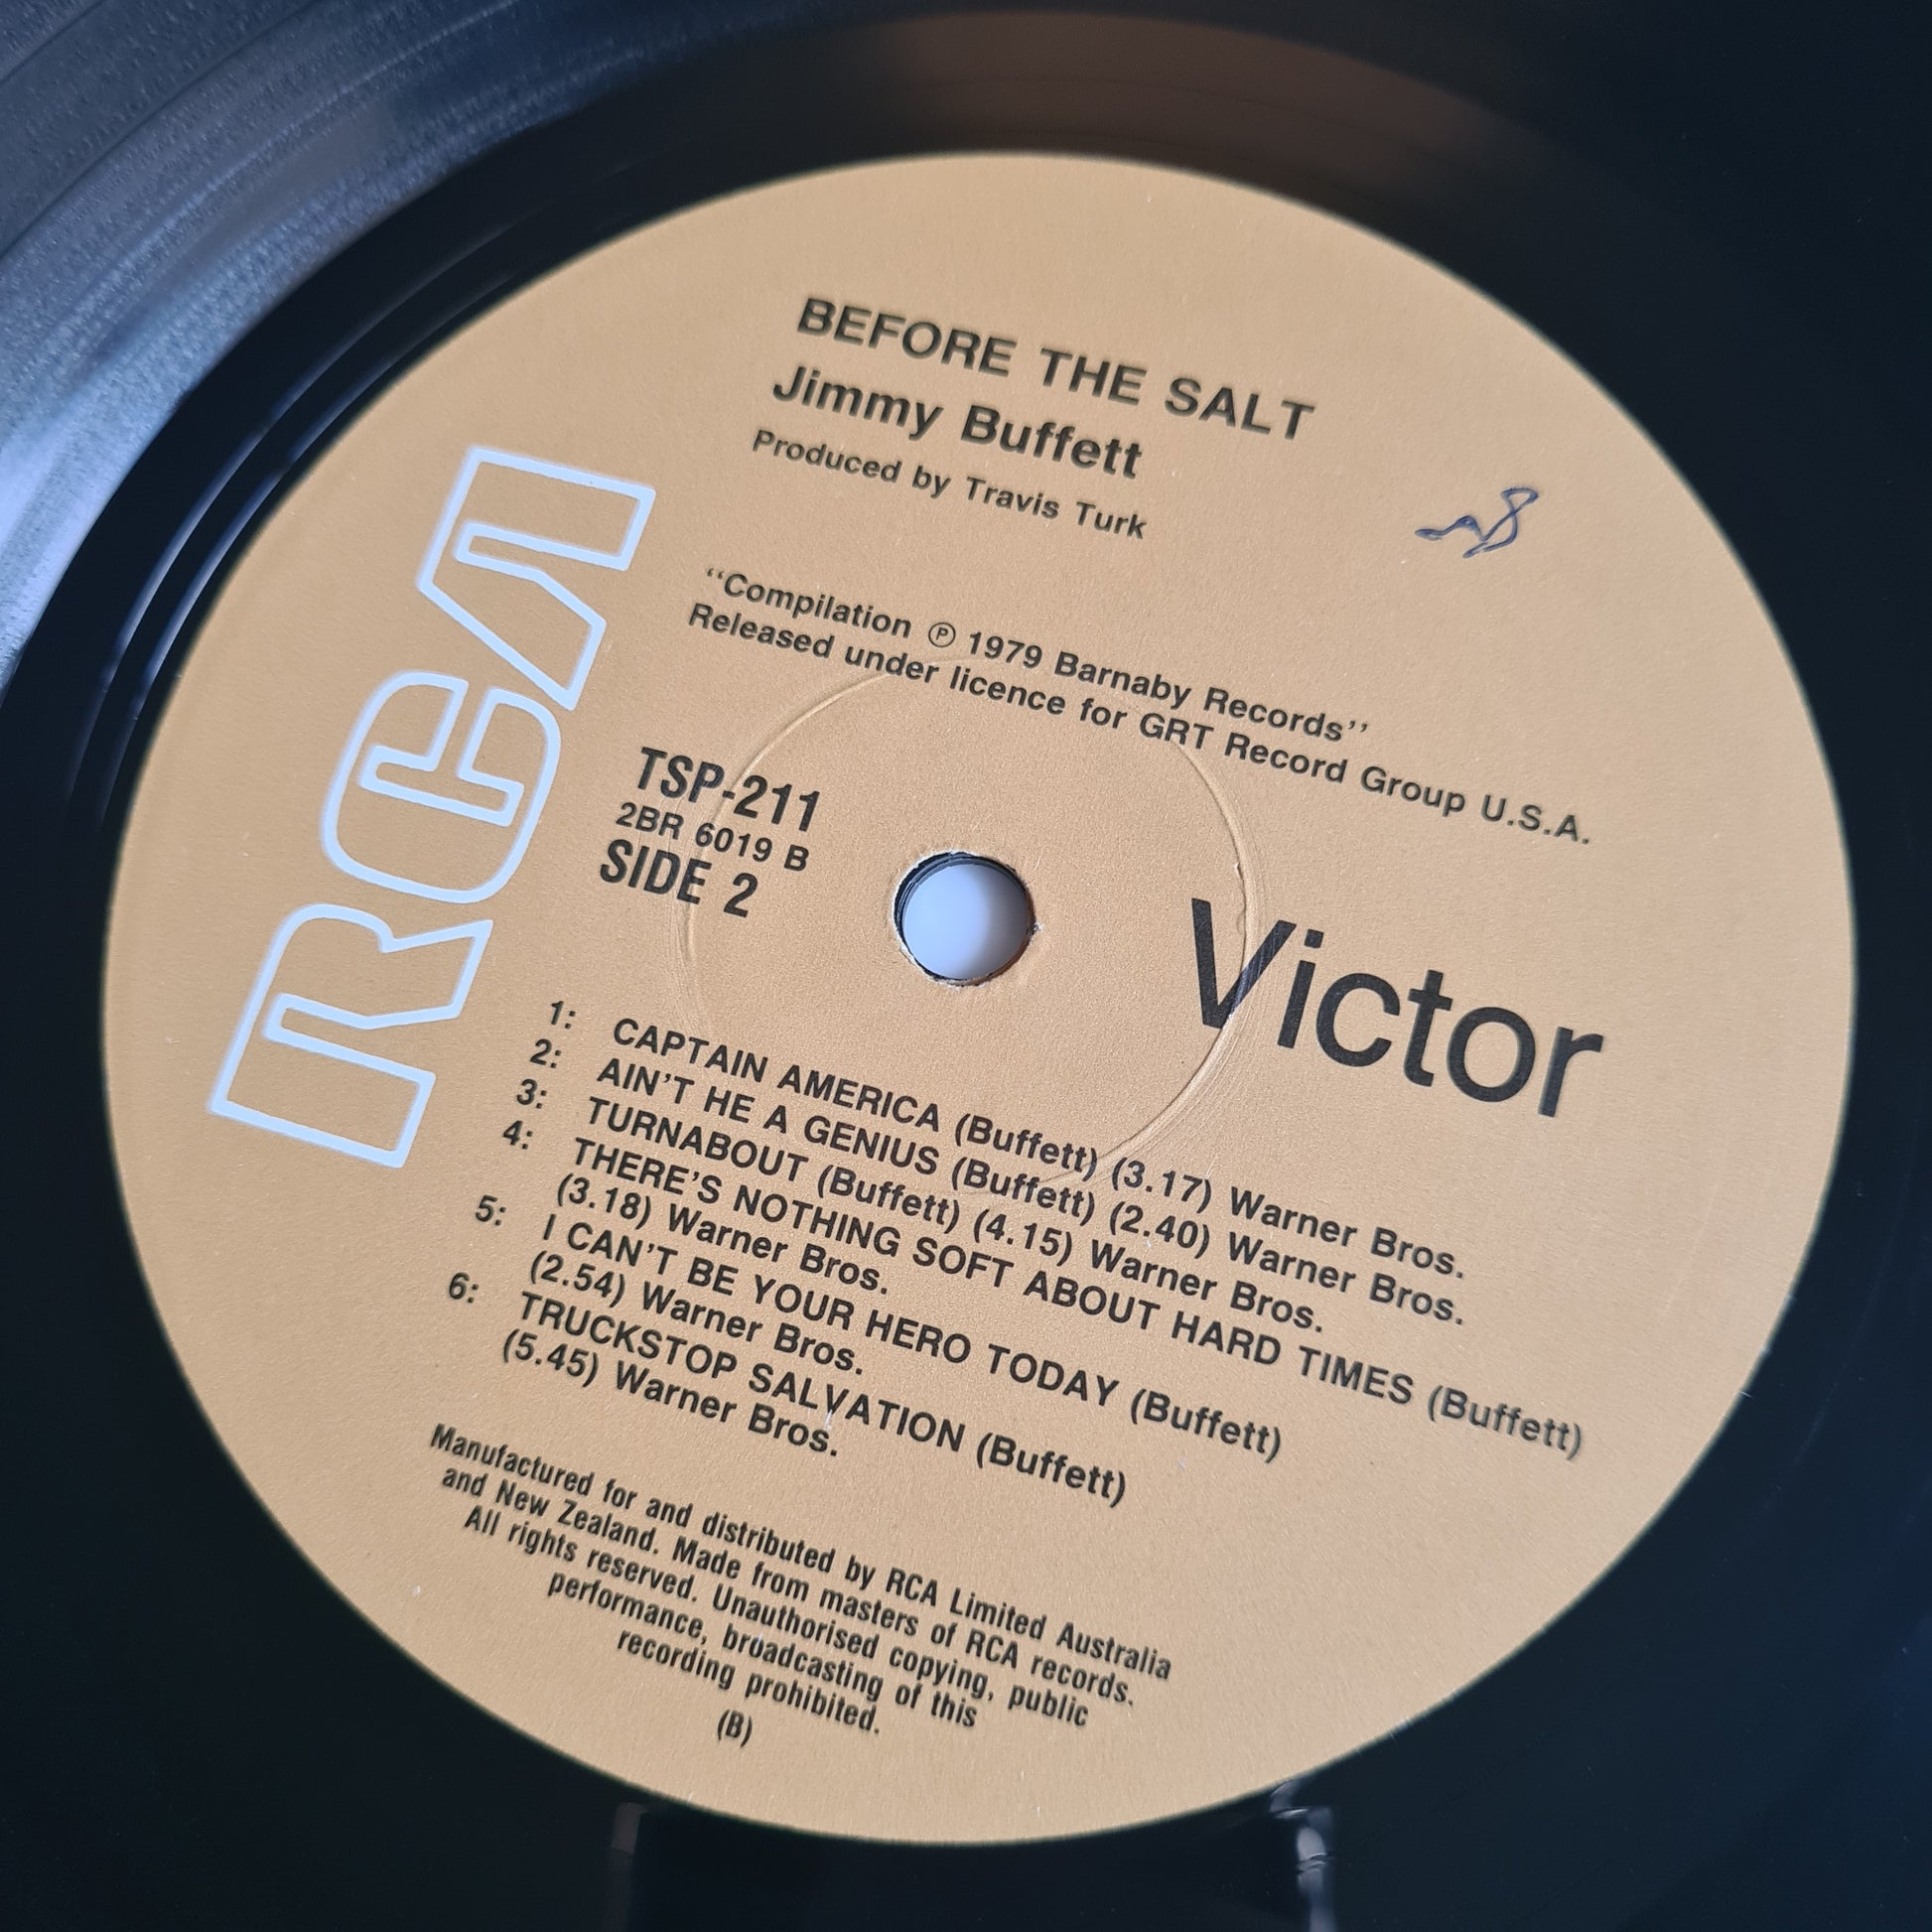 BEFORE THE SALT
Jimmy Buffett
Produced by Travis Turk
‘‘Compilation Ⓟ 1979 Barnaby Records’’
Released under licence for GRT Record Group U.S.A.
RCA
TSP-211
2BR 6019 B
SIDE 2
Victor
1: CAPTAIN AMERICA (Buffett) (3.17) Warner Bros.
2: AIN’T HE A GENIUS (Buffett) (2.40) Warner Bros.
3: TURNABOUT (Buffett) (4.15) Warner Bros.
4: THERE’S NOTHING SOFT ABOUT HARD TIMES (Buffett)
(3.18) Warner Bros.
5: I CAN’T BE YOUR HERO TODAY (Buffett)
(2.54) Warner Bros.
6: TRUCKSTOP SALVATION (Buffett)
(5.45) Warner Bros.
Manufactured for and distributed by RCA Limited Australia
and New Zealand. Made from masters of RCA records.
All rights reserved. Unauthorised copying, public
performance, broadcasting of this
recording prohibited.
(B)